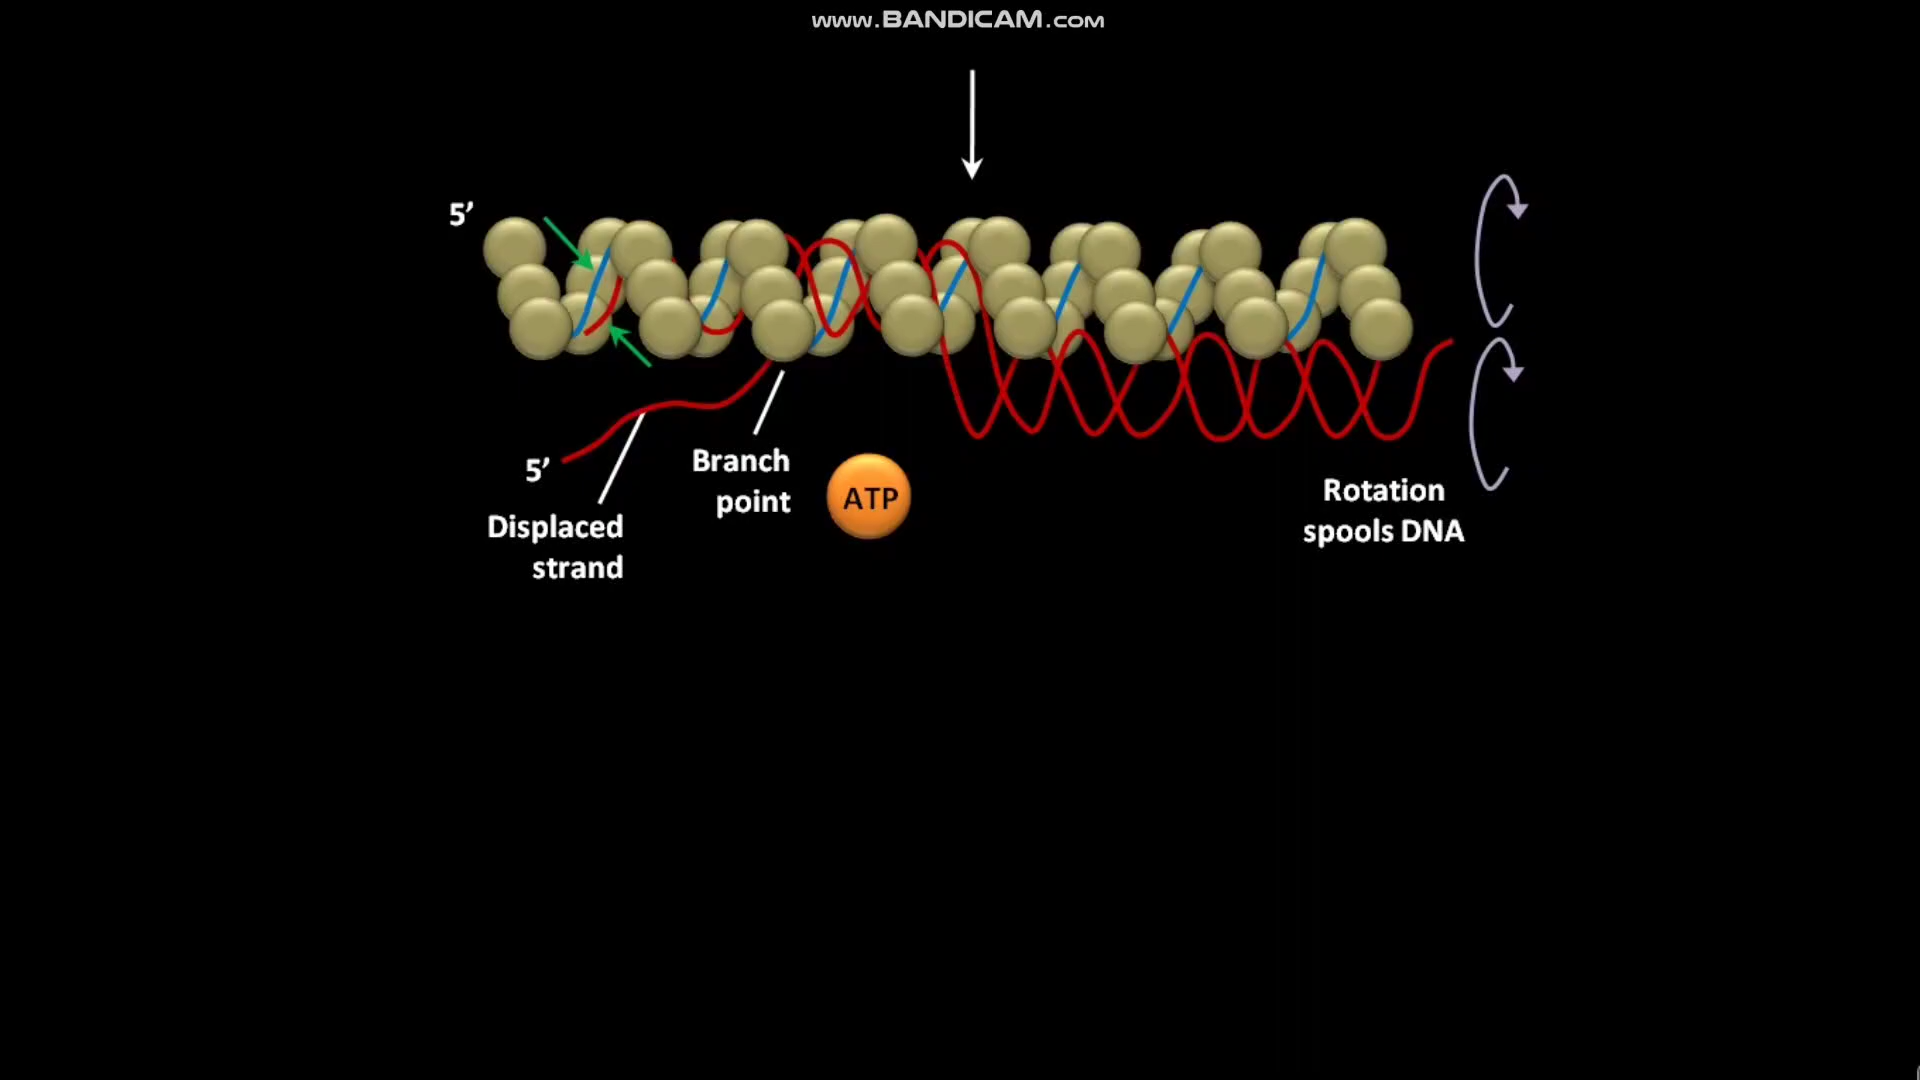 www.BANDICAM.com
5’
Branch
point
5’
ATP
Displaced
strand
Rotation
spools DNA